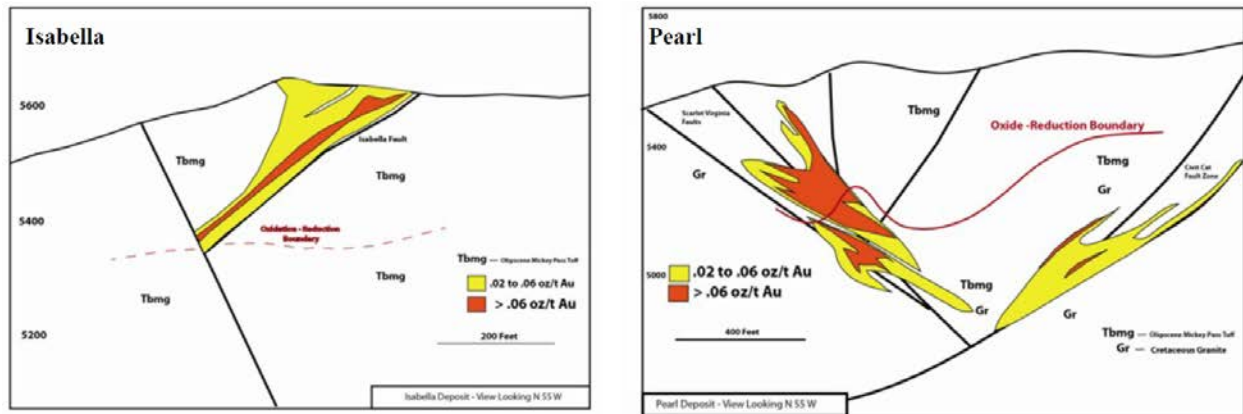 Isabella
5600
5400
5200
Tbmg
Isabella Fault
Tbmg
Oxidation - Reduction
Boundary
Tbmg
Tbmg
Tbmg — Oligocene Mickey Pass Tuff
.02 to .06 oz/t Au
> .06 oz/t Au
200 Feet
Isabella Deposit - View Looking N 55 W
5800
Pearl
5400
5000
Scarlet Virginia
Faults
Tbmg
Oxide -Reduction Boundary
Tbmg
Gr
Gr
Civit Cat
Fault Zone
.02 to .06 oz/t Au
> .06 oz/t Au
Tbmg
Gr
Gr
400 Feet
Tbmg — Oligocene Mickey Pass Tuff
Gr — Cretaceous Granite
Pearl Deposit - View Looking N 55 W